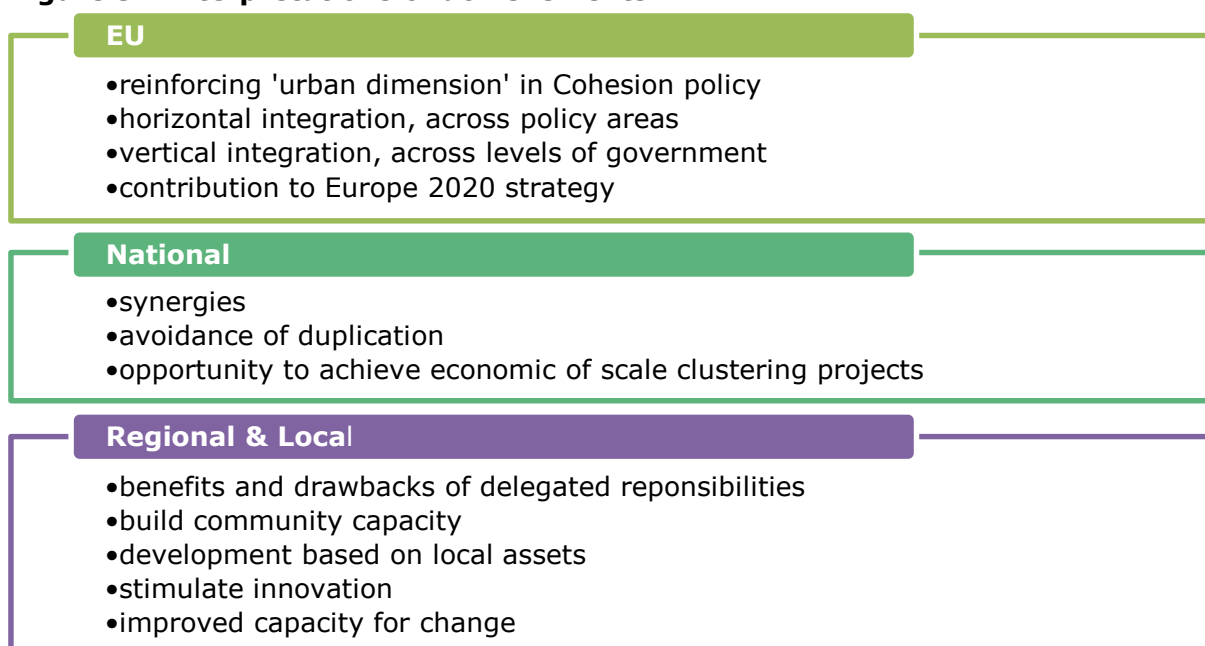 EU
•reinforcing 'urban dimension' in Cohesion policy
•horizontal integration, across policy areas
•vertical integration, across levels of government
•contribution to Europe 2020 strategy
National
•synergies
•avoidance of duplication
•opportunity to achieve economic of scale clustering projects
Regional & Local
•benefits and drawbacks of delegated reponsibilities
•build community capacity
•development based on local assets
•stimulate innovation
•improved capacity for change